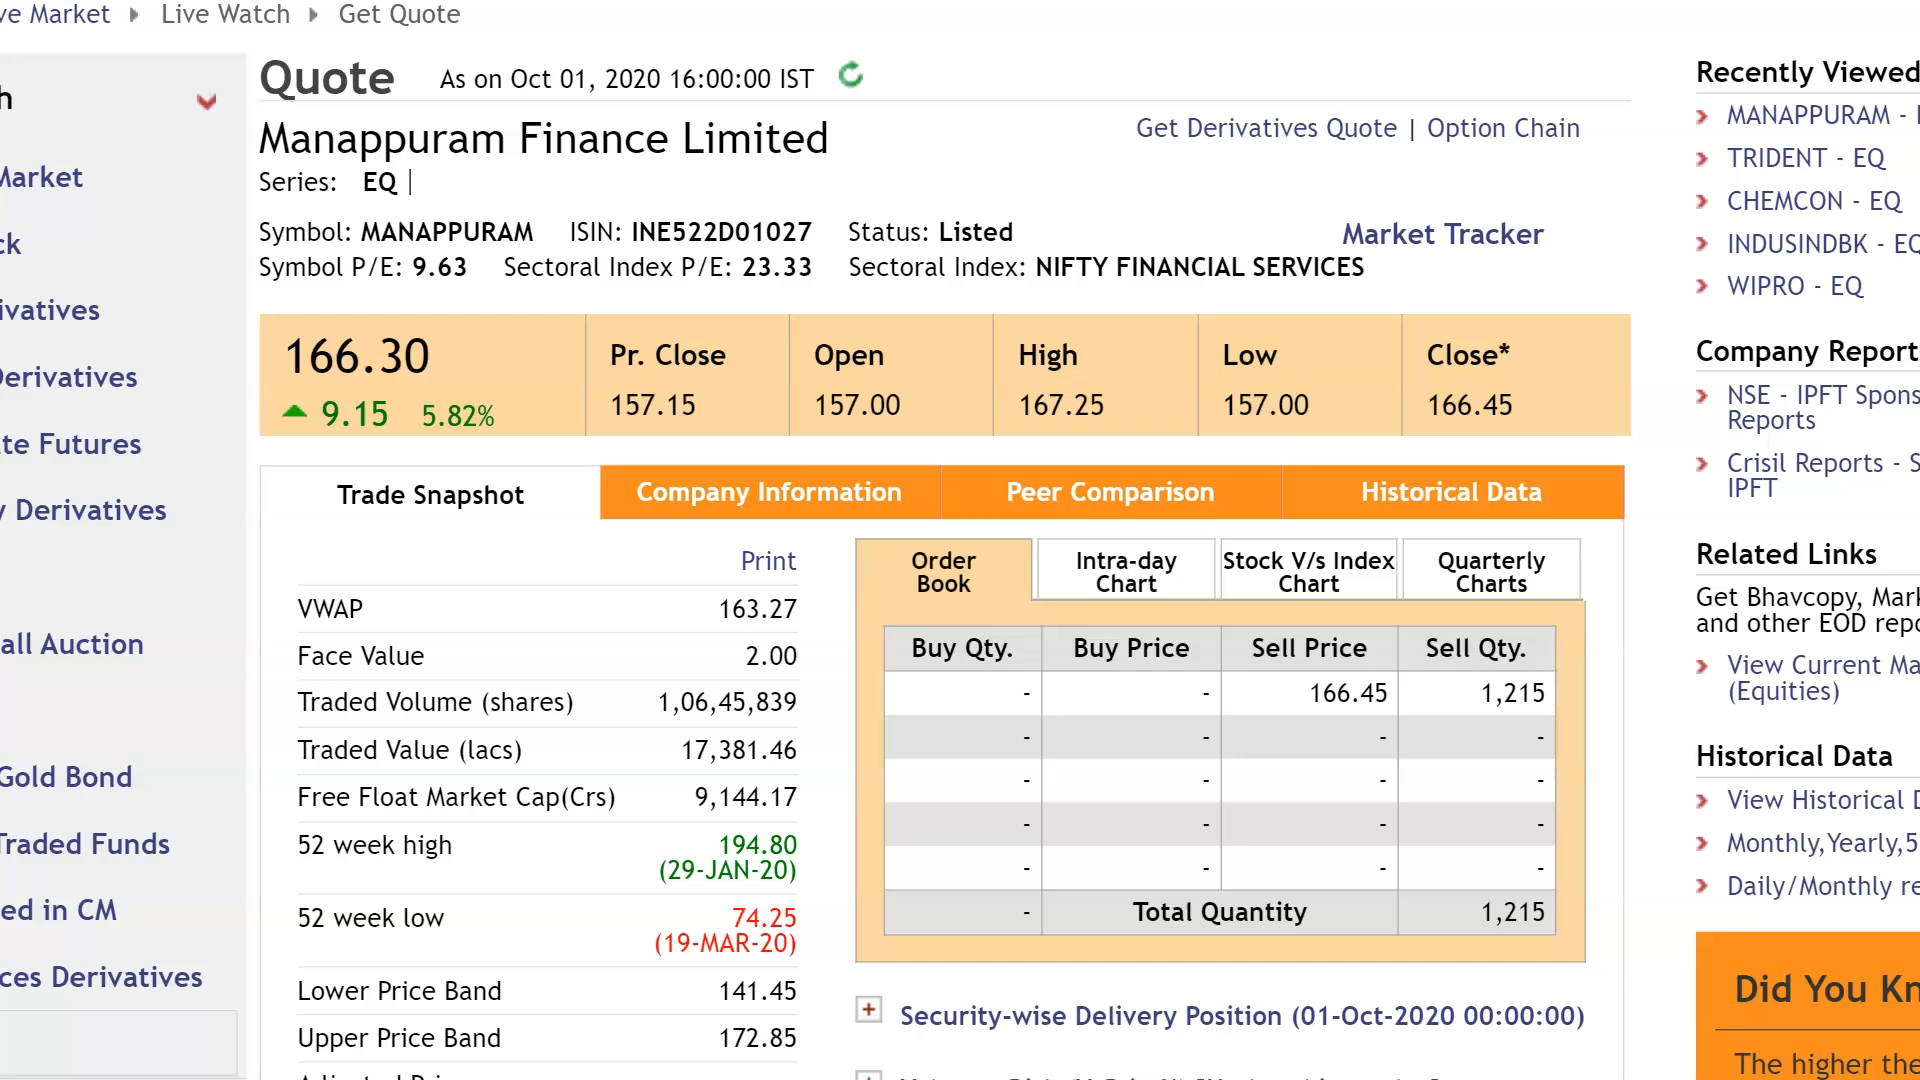 ve Market Live Watch Get Quote
Quote As on Oct 01, 2020 16:00:00 IST
Manappuram Finance Limited
Get Derivatives Quote | Option Chain
Series: EQ |
Symbol: MANAPPURAM ISIN: INE522D01027 Status: Listed
Market Tracker
Symbol P/E: 9.63 Sectoral Index P/E: 23.33 Sectoral Index: NIFTY FINANCIAL SERVICES
166.30 Pr. Close Open High Low Close*
9.15 5.82% 157.15 157.00 167.25 157.00 166.45
Trade Snapshot Company Information Peer Comparison Historical Data
Print
VWAP 163.27
Face Value 2.00
Traded Volume (shares) 1,06,45,839
Traded Value (lacs) 17,381.46
Free Float Market Cap(Crs) 9,144.17
52 week high 194.80
(29-JAN-20)
52 week low 74.25
(19-MAR-20)
Lower Price Band 141.45
Upper Price Band 172.85
Order Book
Intra-day Chart
Stock V/s Index Chart
Quarterly Charts
Buy Qty. Buy Price Sell Price Sell Qty.
- - 166.45 1,215
- - - -
- - - -
- - - -
- - - -
- Total Quantity 1,215
Security-wise Delivery Position (01-Oct-2020 00:00:00)
h
Market
ck
ivatives
Derivatives
te Futures
y Derivatives
all Auction
Gold Bond
Traded Funds
ed in CM
ces Derivatives
Recently Viewed
MANAPPURAM -
TRIDENT - EQ
CHEMCON - EQ
INDUSINDBK - EQ
WIPRO - EQ
Company Report
NSE - IPFT Spons
Reports
Crisil Reports - S
IPFT
Related Links
Get Bhavcopy, Mark
and other EOD repo
View Current Ma
(Equities)
Historical Data
View Historical D
Monthly,Yearly,5
Daily/Monthly re
Did You Kn
The higher the